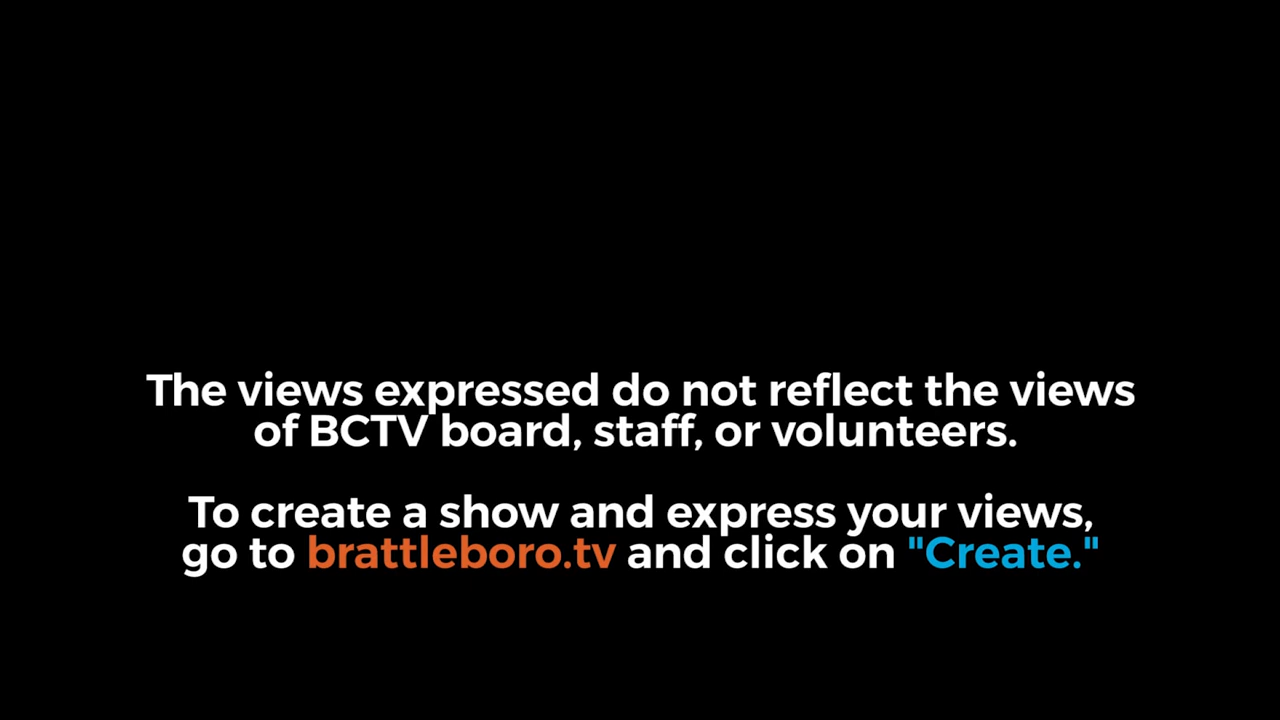 The views expressed do not reflect the views
of BCTV board, staff, or volunteers.
To create a show and express your views,
go to brattleboro.tv and click on "Create."